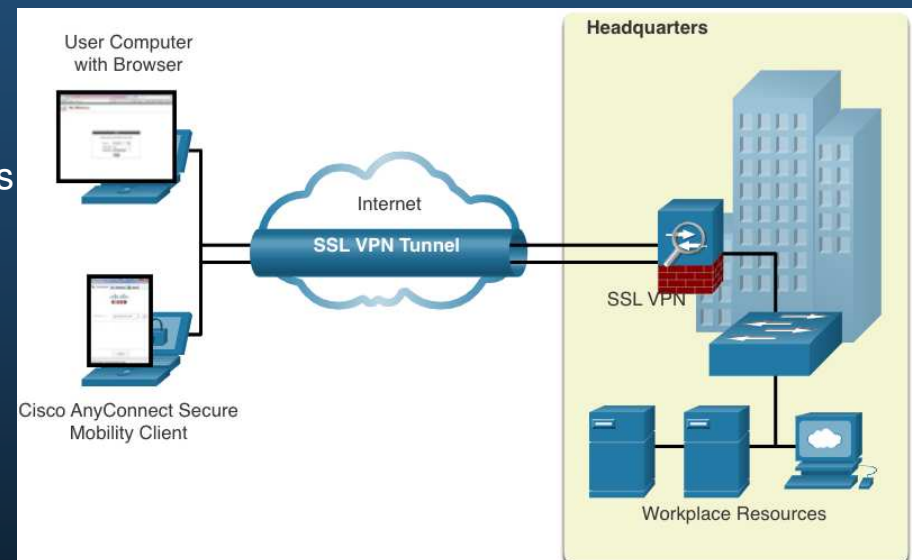 User Computer
with Browser
Headquarters
s
Internet
SSL VPN Tunnel
SSL VPN
Cisco AnyConnect Secure
Mobility Client
Workplace Resources